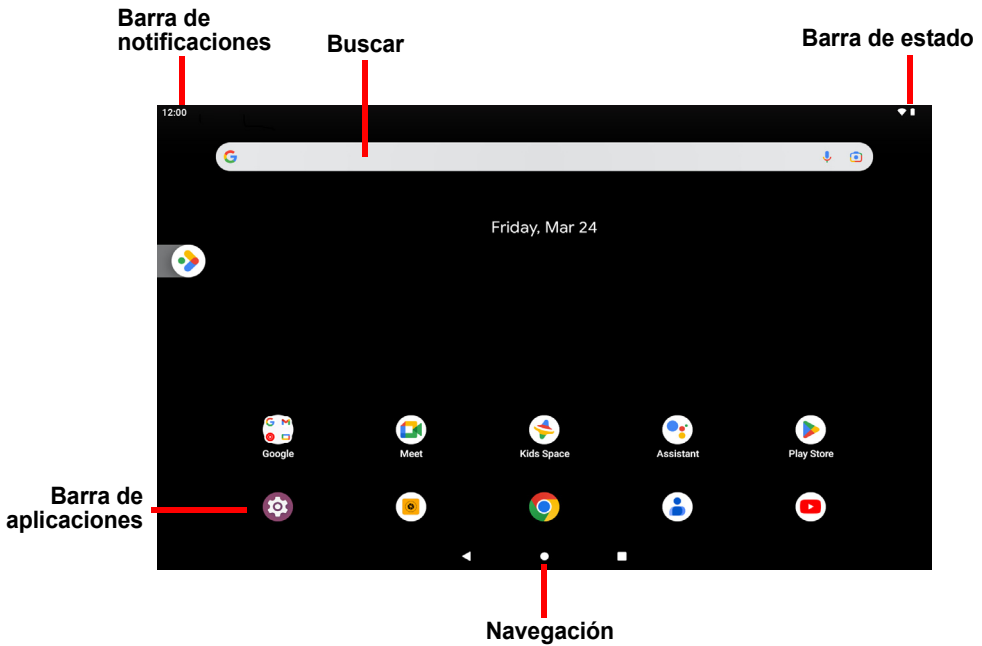 Barra de
notificaciones
Buscar
Barra de estado
12:00
Friday, Mar 24
Google
Meet
Kids Space
Assistant
Play Store
Barra de
aplicaciones
Navegación